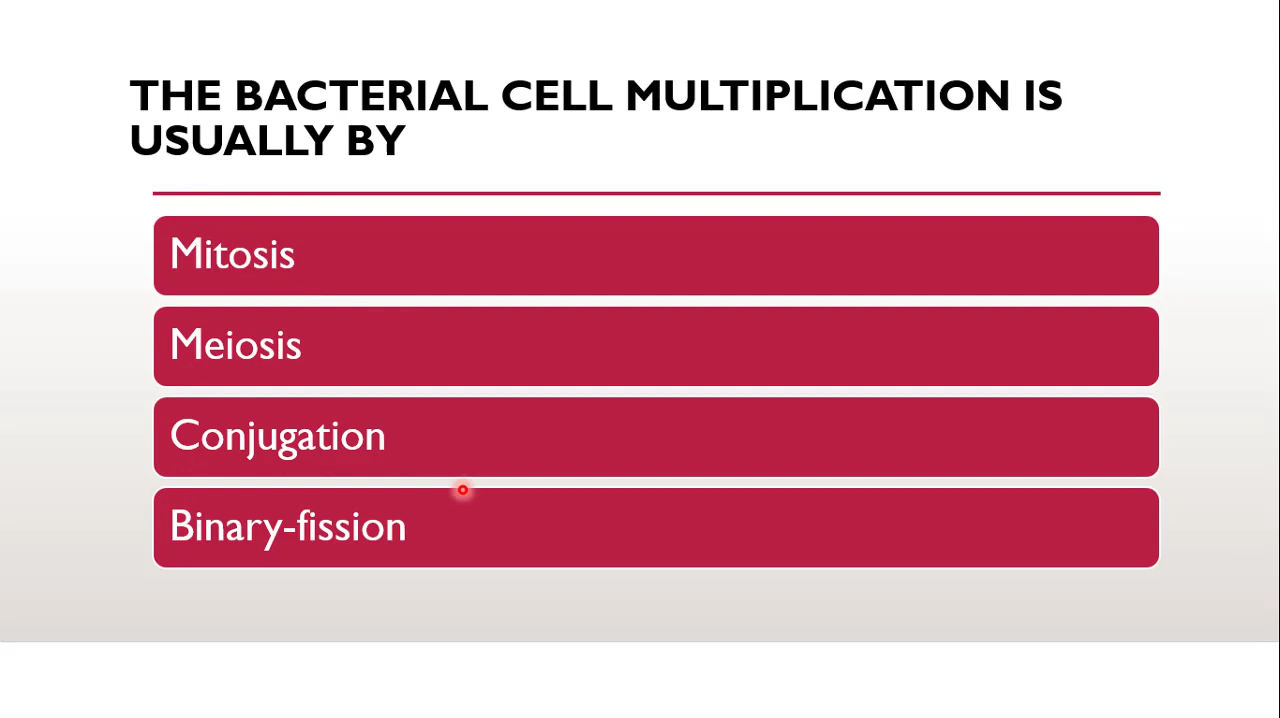 THE BACTERIAL CELL MULTIPLICATION IS
USUALLY BY
Mitosis
Meiosis
Conjugation
Binary-fission